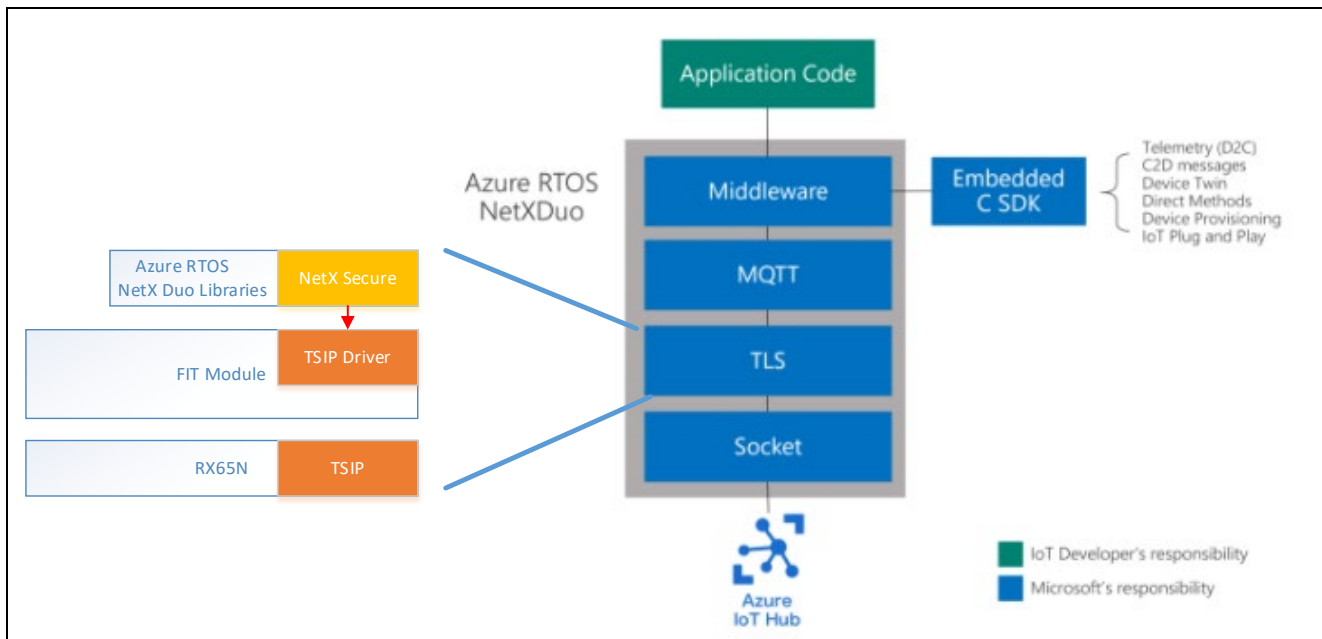 Application Code
Azure RTOS
NetXDuo
Middleware
Embedded
C SDK
Telemetry (D2C)
C2D messages
Device Twin
Direct Methods
Device Provisioning
IoT Plug and Play
MQTT
TLS
Socket
Azure RTOS
NetX Duo Libraries
NetX Secure
FIT Module
TSIP Driver
RX65N
TSIP
Azure
IoT Hub
IoT Developer's responsibility
Microsoft's responsibility